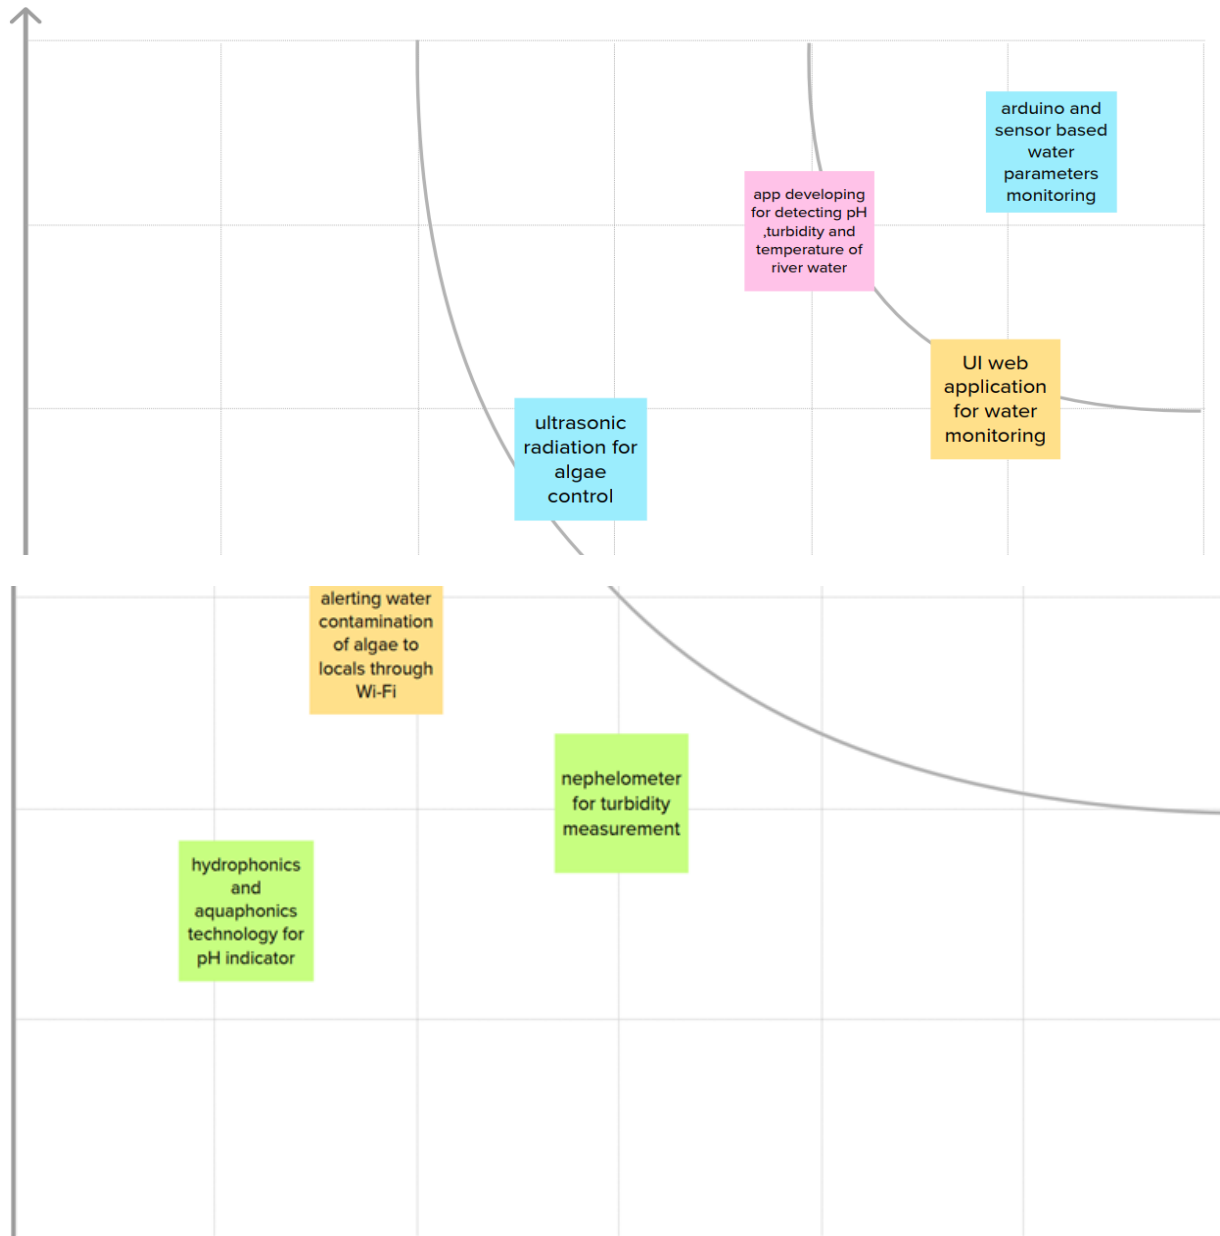 arduino and
sensor based
water
parameters
monitoring
app developing
for detecting pH
,turbidity and
temperature of
river water
UI web
application
for water
monitoring
ultrasonic
radiation for
algae
control
alerting water
contamination
of algae to
locals through
Wi-Fi
nephelometer
for turbidity
measurement
hydrophonics
and
aquaphonics
technology for
pH indicator